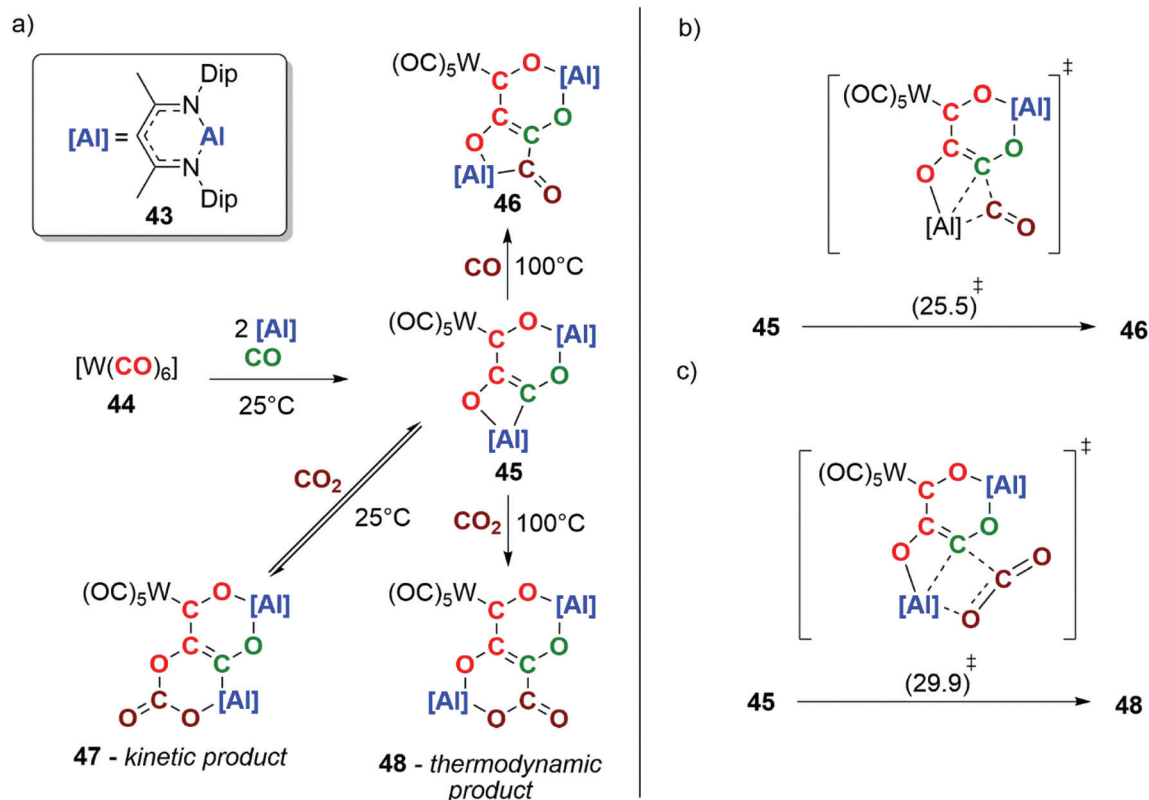 a)
[Al] =
Dip
N
Al
N
Dip
43
(OC)5W
C
O
[Al]
C
C
O
O
[Al]
C
O
46
CO
100°C
[W(CO)6]
44
2 [Al]
CO
25°C
(OC)5W
C
O
[Al]
C
C
O
O
[Al]
45
CO2
25°C
CO2
100°C
(OC)5W
C
O
[Al]
C
C
O
O
C
O
O
[Al]
47 - kinetic product
(OC)5W
C
O
[Al]
C
C
O
O
[Al]
O
C
O
48 - thermodynamic
product
b)
(OC)5W
C
O
[Al]
C
C
O
O
[Al]
C
O
‡
45
(25.5)‡
46
c)
(OC)5W
C
O
[Al]
C
C
O
O
[Al]
O
C
O
‡
45
(29.9)‡
48